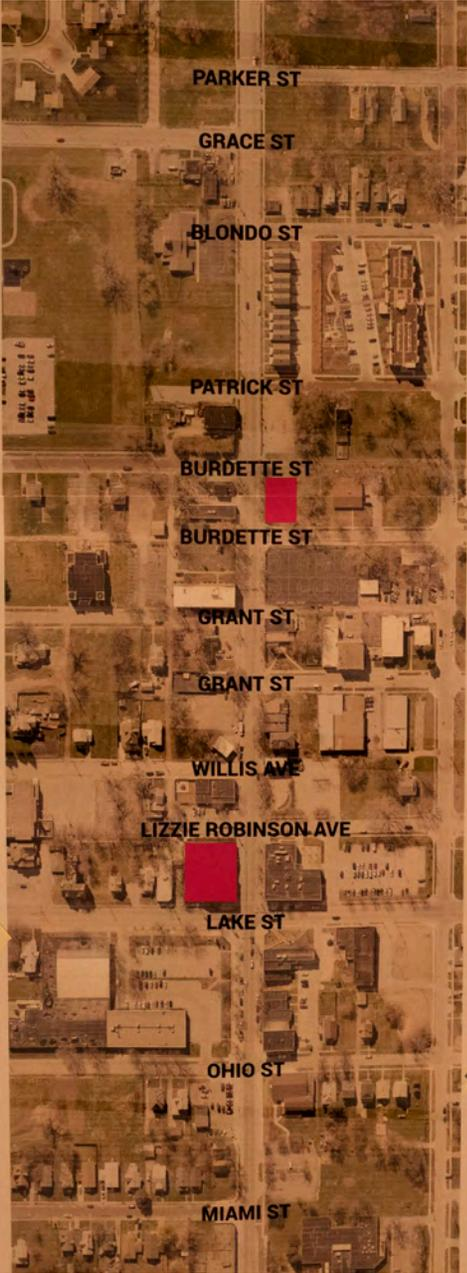 PARKER ST
GRACE ST
BLONDO ST
PATRICK ST
BURDETTE ST
BURDETTE ST
GRANT ST
GRANT ST
WILLIS AVE
LIZZIE ROBINSON AVE
LAKE ST
OHIO ST
MIAMI ST